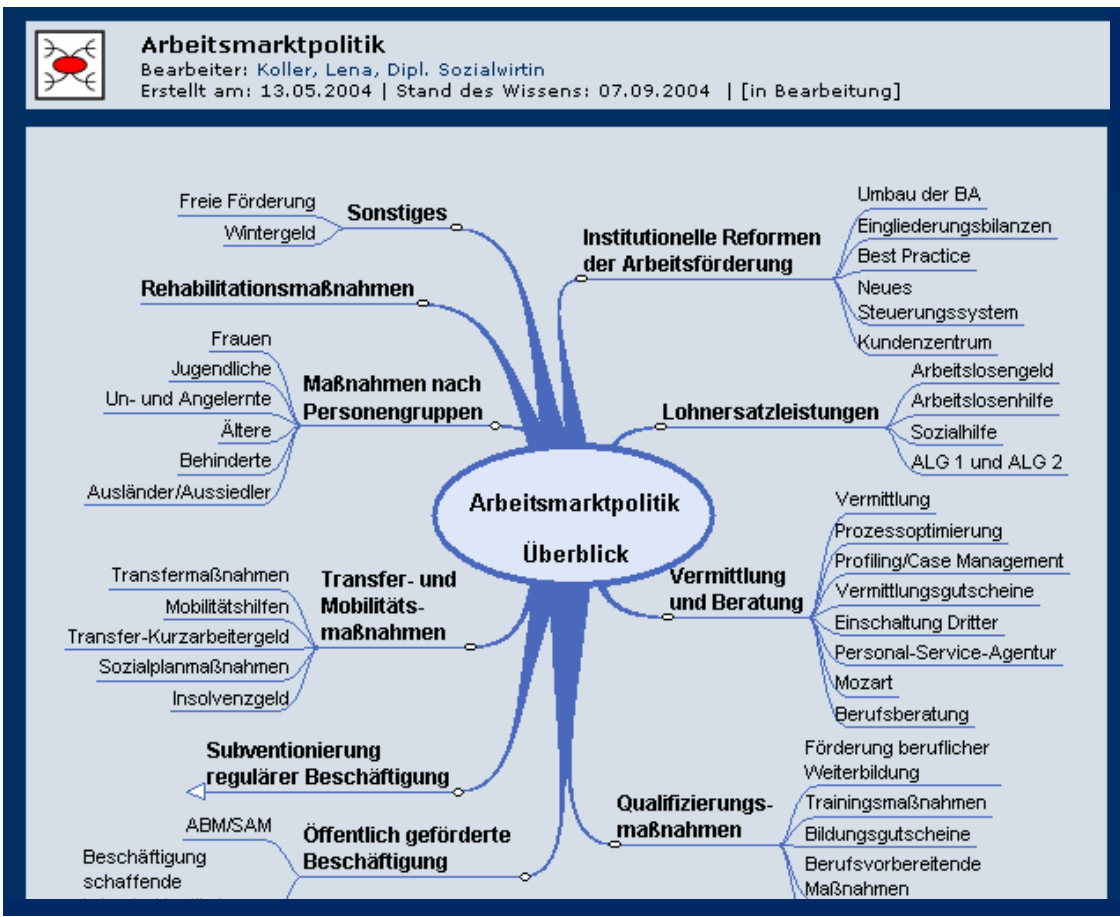 Arbeitsmarktpolitik
Bearbeiter: Koller, Lena, Dipl. Sozialwirtin
Erstellt am: 13.05.2004 | Stand des Wissens: 07.09.2004 | [in Bearbeitung]
Freie Förderung
Wintergeld
Sonstiges
Rehabilitationsmaßnahmen
Frauen
Jugendliche
Un- und Angelernte
Ältere
Behinderte
Ausländer/Aussiedler
Maßnahmen nach
Personengruppen
Transfermaßnahmen
Mobilitätshilfen
Transfer-Kurzarbeitergeld
Sozialplanmaßnahmen
Insolvenzgeld
Transfer- und
Mobilitäts-
maßnahmen
Subventionierung
regulärer Beschäftigung
ABM/SAM
Beschäftigung
schaffende
Öffentlich geförderte
Beschäftigung
Arbeitsmarktpolitik
Überblick
Institutionelle Reformen
der Arbeitsförderung
Umbau der BA
Eingliederungsbilanzen
Best Practice
Neues
Steuerungssystem
Kundenzentrum
Lohnersatzleistungen
Arbeitslosengeld
Arbeitslosenhilfe
Sozialhilfe
ALG 1 und ALG 2
Vermittlung
und Beratung
Vermittlung
Prozessoptimierung
Profiling/Case Management
Vermittlungsgutscheine
Einschaltung Dritter
Personal-Service-Agentur
Mozart
Berufsberatung
Qualifizierungs-
maßnahmen
Förderung beruflicher
Weiterbildung
Trainingsmaßnahmen
Bildungsgutscheine
Berufsvorbereitende
Maßnahmen